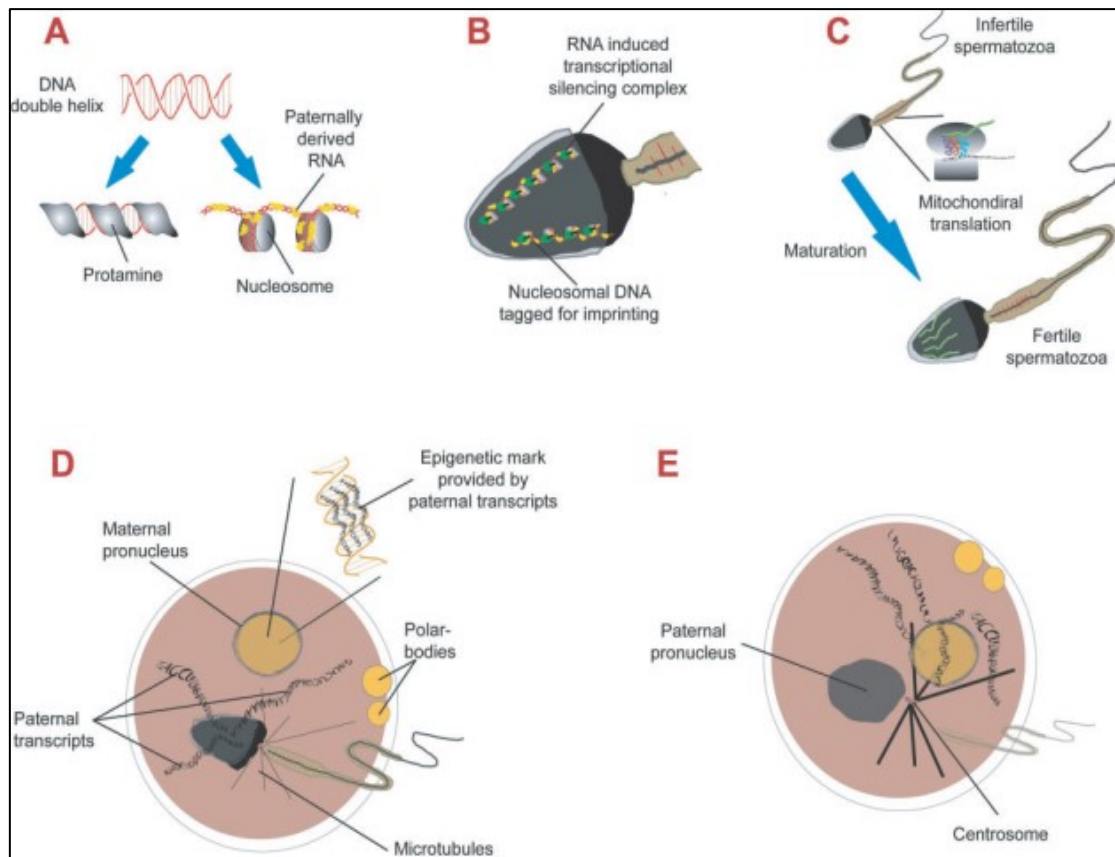 A
DNA
double helix
Paternally
derived
RNA
Protamine
Nucleosome
B
RNA induced
transcriptional
silencing complex
Nucleosomal DNA
tagged for imprinting
C
Infertile
spermatozoa
Mitochondiral
translation
Maturation
Fertile
spermatozoa
D
Epigenetic mark
provided by
paternal transcripts
Maternal
pronucleus
Polar-
bodies
Paternal
transcripts
Microtubules
E
Paternal
pronucleus
Centrosome